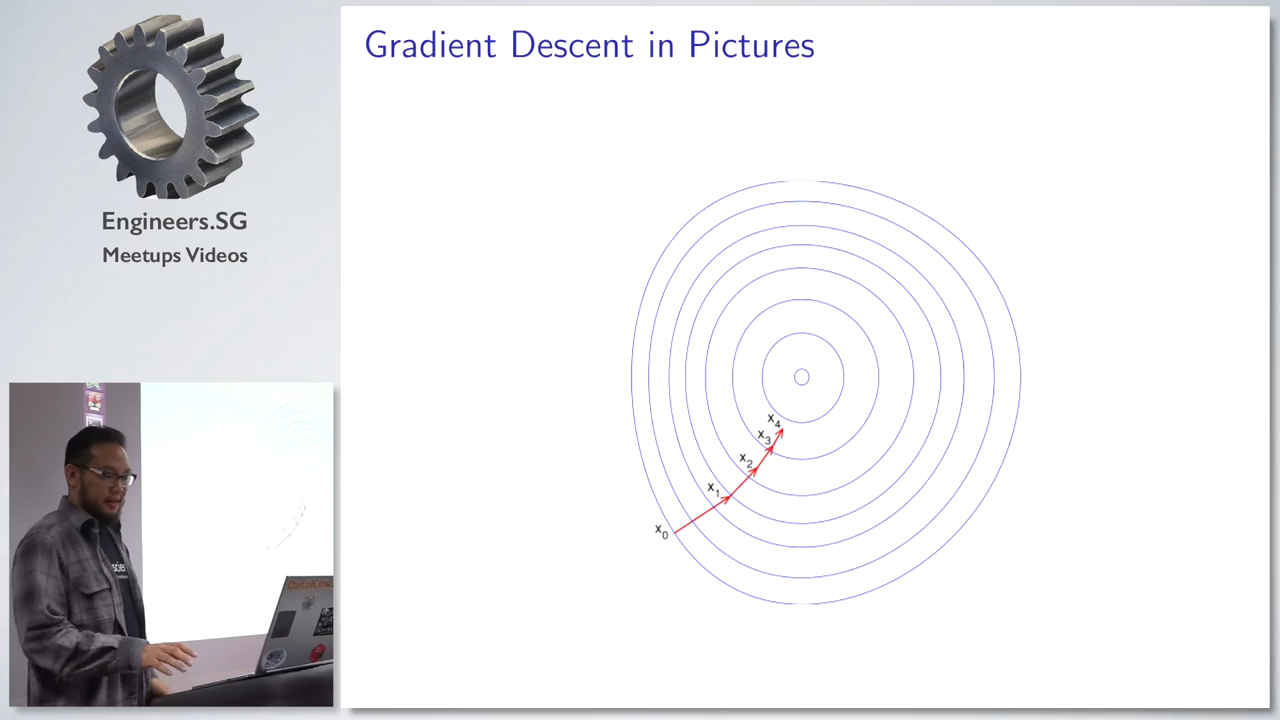 Engineers.SG
Meetups Videos
Gradient Descent in Pictures
x4
x3
x2
x1
x0